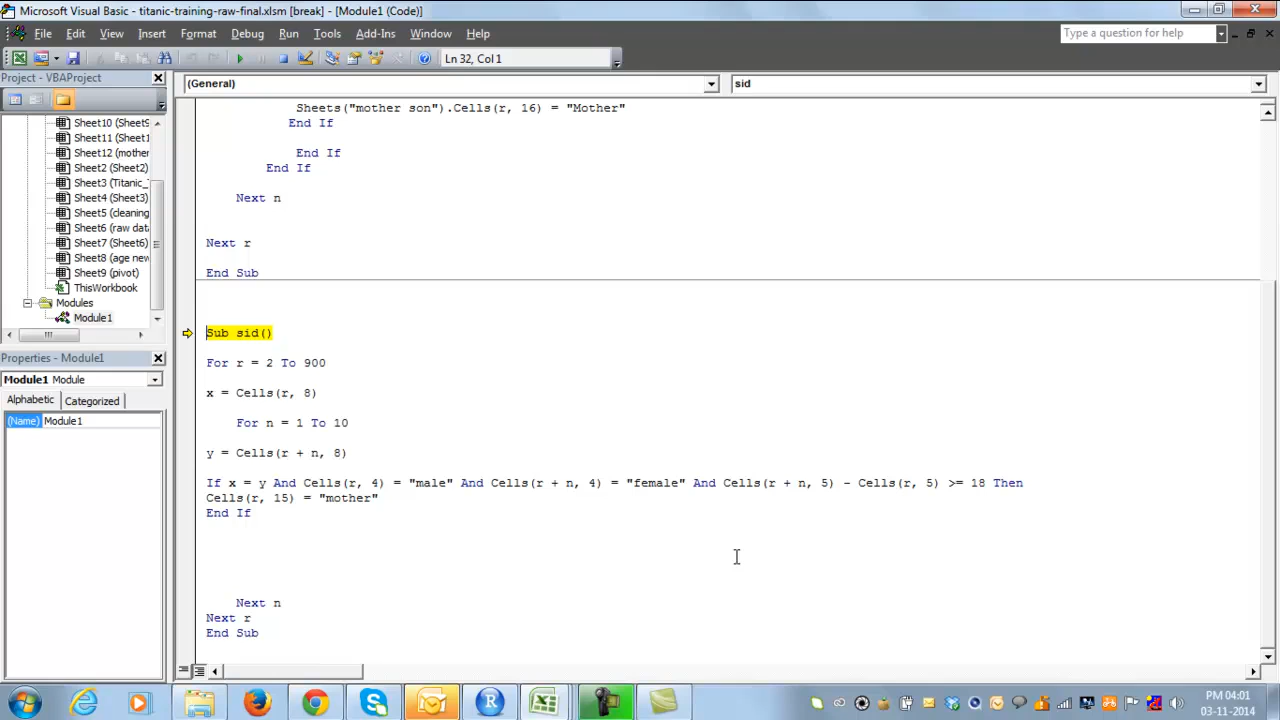 Microsoft Visual Basic - titanic-training-raw-final.xlsm [break] - [Module1 (Code)]
File Edit View Insert Format Debug Run Tools Add-Ins Window Help
Type a question for help
Ln 32, Col 1
Project - VBAProject
(General)
sid
Sheet10 (Sheet9
Sheet11 (Sheet1
Sheet12 (mother
Sheet2 (Sheet2)
Sheet3 (Titanic_
Sheet4 (Sheet3)
Sheet5 (cleaning
Sheet6 (raw data
Sheet7 (Sheet6)
Sheet8 (age new
Sheet9 (pivot)
ThisWorkbook
Modules
Module1
Properties - Module1
Module1 Module
Alphabetic Categorized
(Name) Module1
Sheets("mother son").Cells(r, 16) = "Mother"
End If
End If
End If
Next n
Next r
End Sub
Sub sid()
For r = 2 To 900
x = Cells(r, 8)
For n = 1 To 10
y = Cells(r + n, 8)
If x = y And Cells(r, 4) = "male" And Cells(r + n, 4) = "female" And Cells(r + n, 5) - Cells(r, 5) >= 18 Then
Cells(r, 15) = "mother"
End If
Next n
Next r
End Sub
PM 04:01
03-11-2014